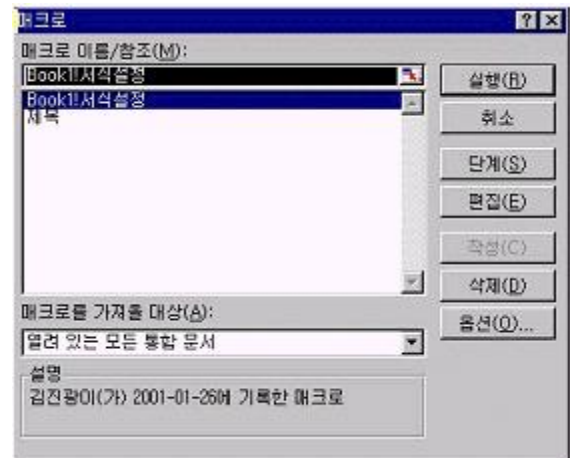 매크로
매크로 이름/참조(M):
Book1!서식설정
Book1!서식설정
제목
실행(R)
취소
단계(S)
편집(E)
작성(C)
삭제(D)
옵션(O)...
매크로를 가져올 대상(A):
열려 있는 모든 통합 문서
설명
김진광이(가) 2001-01-26에 기록한 매크로